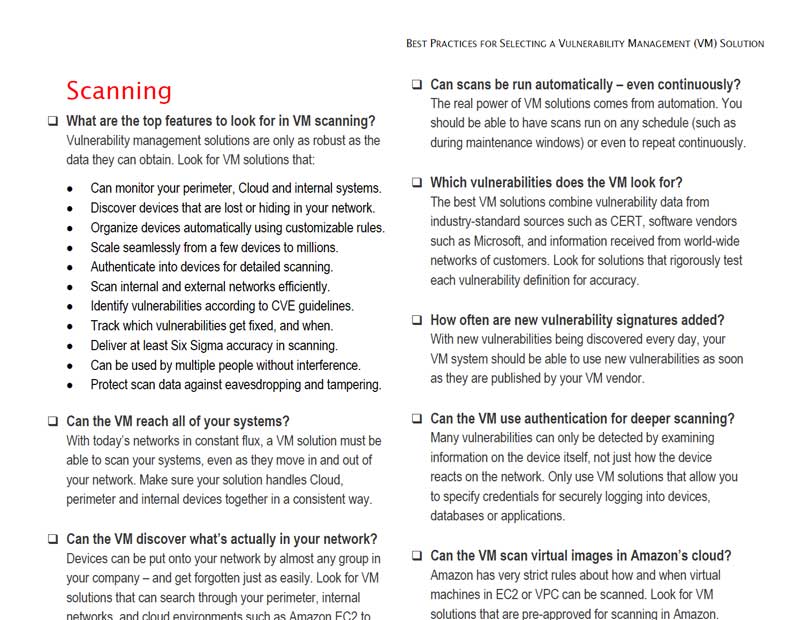 BEST PRACTICES FOR SELECTING A VULNERABILITY MANAGEMENT (VM) SOLUTION
Scanning
❑ What are the top features to look for in VM scanning?
Vulnerability management solutions are only as robust as the
data they can obtain. Look for VM solutions that:
● Can monitor your perimeter, Cloud and internal systems.
● Discover devices that are lost or hiding in your network.
● Organize devices automatically using customizable rules.
● Scale seamlessly from a few devices to millions.
● Authenticate into devices for detailed scanning.
● Scan internal and external networks efficiently.
● Identify vulnerabilities according to CVE guidelines.
● Track which vulnerabilities get fixed, and when.
● Deliver at least Six Sigma accuracy in scanning.
● Can be used by multiple people without interference.
● Protect scan data against eavesdropping and tampering.
❑ Can the VM reach all of your systems?
With today's networks in constant flux, a VM solution must be
able to scan your systems, even as they move in and out of
your network. Make sure your solution handles Cloud,
perimeter and internal devices together in a consistent way.
❑ Can the VM discover what's actually in your network?
Devices can be put onto your network by almost any group in
your company – and get forgotten just as easily. Look for VM
solutions that can search through your perimeter, internal
networks, and cloud environments such as Amazon EC2 to
❑ Can scans be run automatically – even continuously?
The real power of VM solutions comes from automation. You
should be able to have scans run on any schedule (such as
during maintenance windows) or even to repeat continuously.
❑ Which vulnerabilities does the VM look for?
The best VM solutions combine vulnerability data from
industry-standard sources such as CERT, software vendors
such as Microsoft, and information received from world-wide
networks of customers. Look for solutions that rigorously test
each vulnerability definition for accuracy.
❑ How often are new vulnerability signatures added?
With new vulnerabilities being discovered every day, your
VM system should be able to use new vulnerabilities as soon
as they are published by your VM vendor.
❑ Can the VM use authentication for deeper scanning?
Many vulnerabilities can only be detected by examining
information on the device itself, not just how the device
reacts on the network. Only use VM solutions that allow you
to specify credentials for securely logging into devices,
databases or applications.
❑ Can the VM scan virtual images in Amazon's cloud?
Amazon has very strict rules about how and when virtual
machines in EC2 or VPC can be scanned. Look for VM
solutions that are pre-approved for scanning in Amazon.